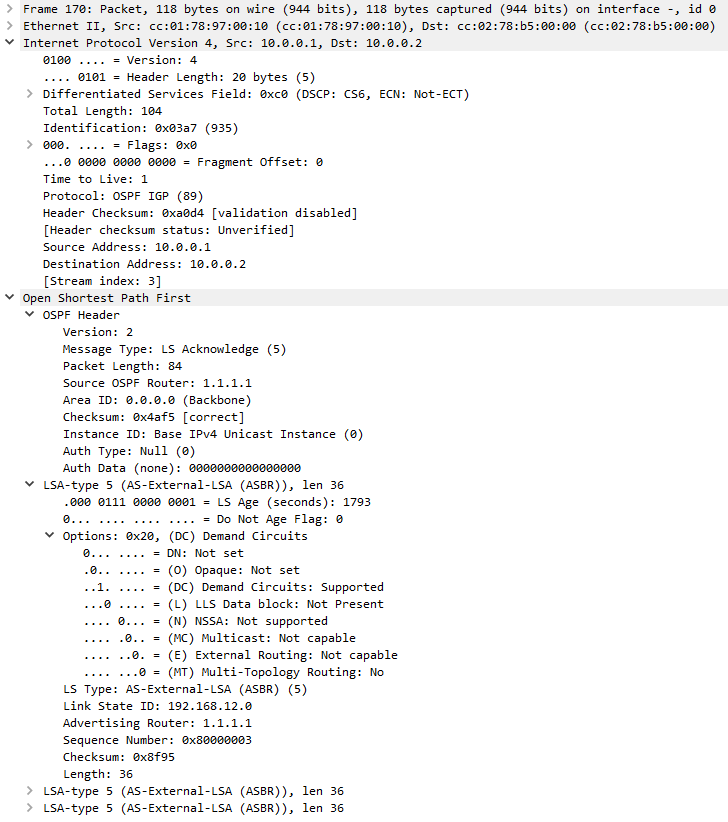 Frame 170: Packet, 118 bytes on wire (944 bits), 118 bytes captured (944 bits) on interface -, id 0
Ethernet II, Src: cc:01:78:97:00:10 (cc:01:78:97:00:10), Dst: cc:02:78:b5:00:00 (cc:02:78:b5:00:00)
Internet Protocol Version 4, Src: 10.0.0.1, Dst: 10.0.0.2
0100 .... = Version: 4
.... 0101 = Header Length: 20 bytes (5)
Differentiated Services Field: 0xc0 (DSCP: CS6, ECN: Not-ECT)
Total Length: 104
Identification: 0x03a7 (935)
000. .... = Flags: 0x0
...0 0000 0000 0000 = Fragment Offset: 0
Time to Live: 1
Protocol: OSPF IGP (89)
Header Checksum: 0xa0d4 [validation disabled]
[Header checksum status: Unverified]
Source Address: 10.0.0.1
Destination Address: 10.0.0.2
[Stream index: 3]
Open Shortest Path First
OSPF Header
Version: 2
Message Type: LS Acknowledge (5)
Packet Length: 84
Source OSPF Router: 1.1.1.1
Area ID: 0.0.0.0 (Backbone)
Checksum: 0x4af5 [correct]
Instance ID: Base IPv4 Unicast Instance (0)
Auth Type: Null (0)
Auth Data (none): 0000000000000000
LSA-type 5 (AS-External-LSA (ASBR)), len 36
.000 0111 0000 0001 = LS Age (seconds): 1793
0... .... .... .... = Do Not Age Flag: 0
Options: 0x20, (DC) Demand Circuits
0... .... = DN: Not set
.0.. .... = (O) Opaque: Not set
..1. .... = (DC) Demand Circuits: Supported
...0 .... = (L) LLS Data block: Not Present
.... 0... = (N) NSSA: Not supported
.... .0.. = (MC) Multicast: Not capable
.... ..0. = (E) External Routing: Not capable
.... ...0 = (MT) Multi-Topology Routing: No
LS Type: AS-External-LSA (ASBR) (5)
Link State ID: 192.168.12.0
Advertising Router: 1.1.1.1
Sequence Number: 0x80000003
Checksum: 0x8f95
Length: 36
LSA-type 5 (AS-External-LSA (ASBR)), len 36
LSA-type 5 (AS-External-LSA (ASBR)), len 36